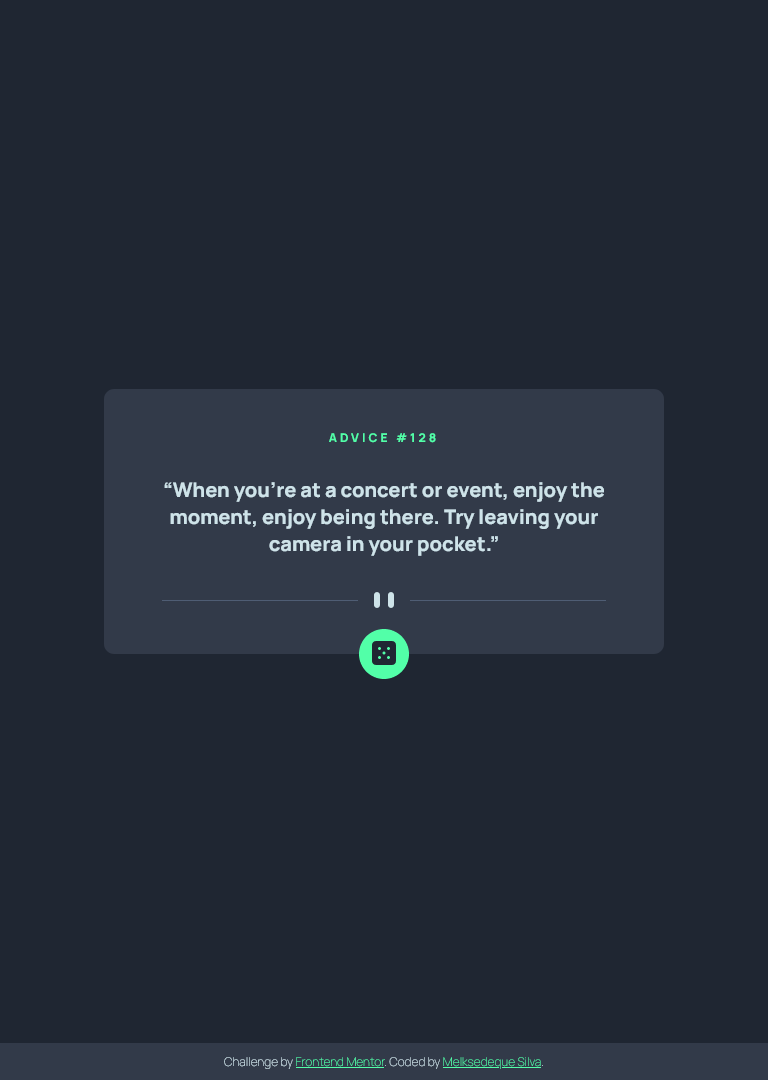 ADVICE #128
“When you’re at a concert or event, enjoy the
moment, enjoy being there. Try leaving your
camera in your pocket.”
Challenge by Frontend Mentor. Coded by Melksedeque Silva.